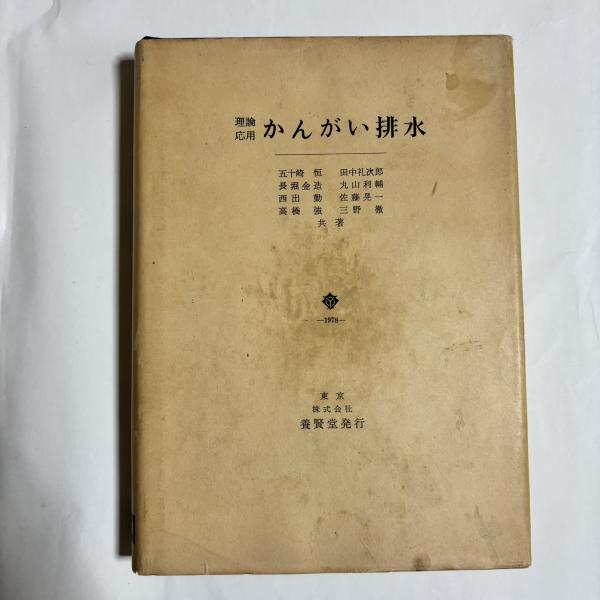 理論
応用 かんがい排水
五十崎 恒 田中礼次郎
長堀金造 丸山利輔
西出 勤 佐藤晃一
高橋 強 三野 徹
共著
—1978—
東京
株式会社
養賢堂発行